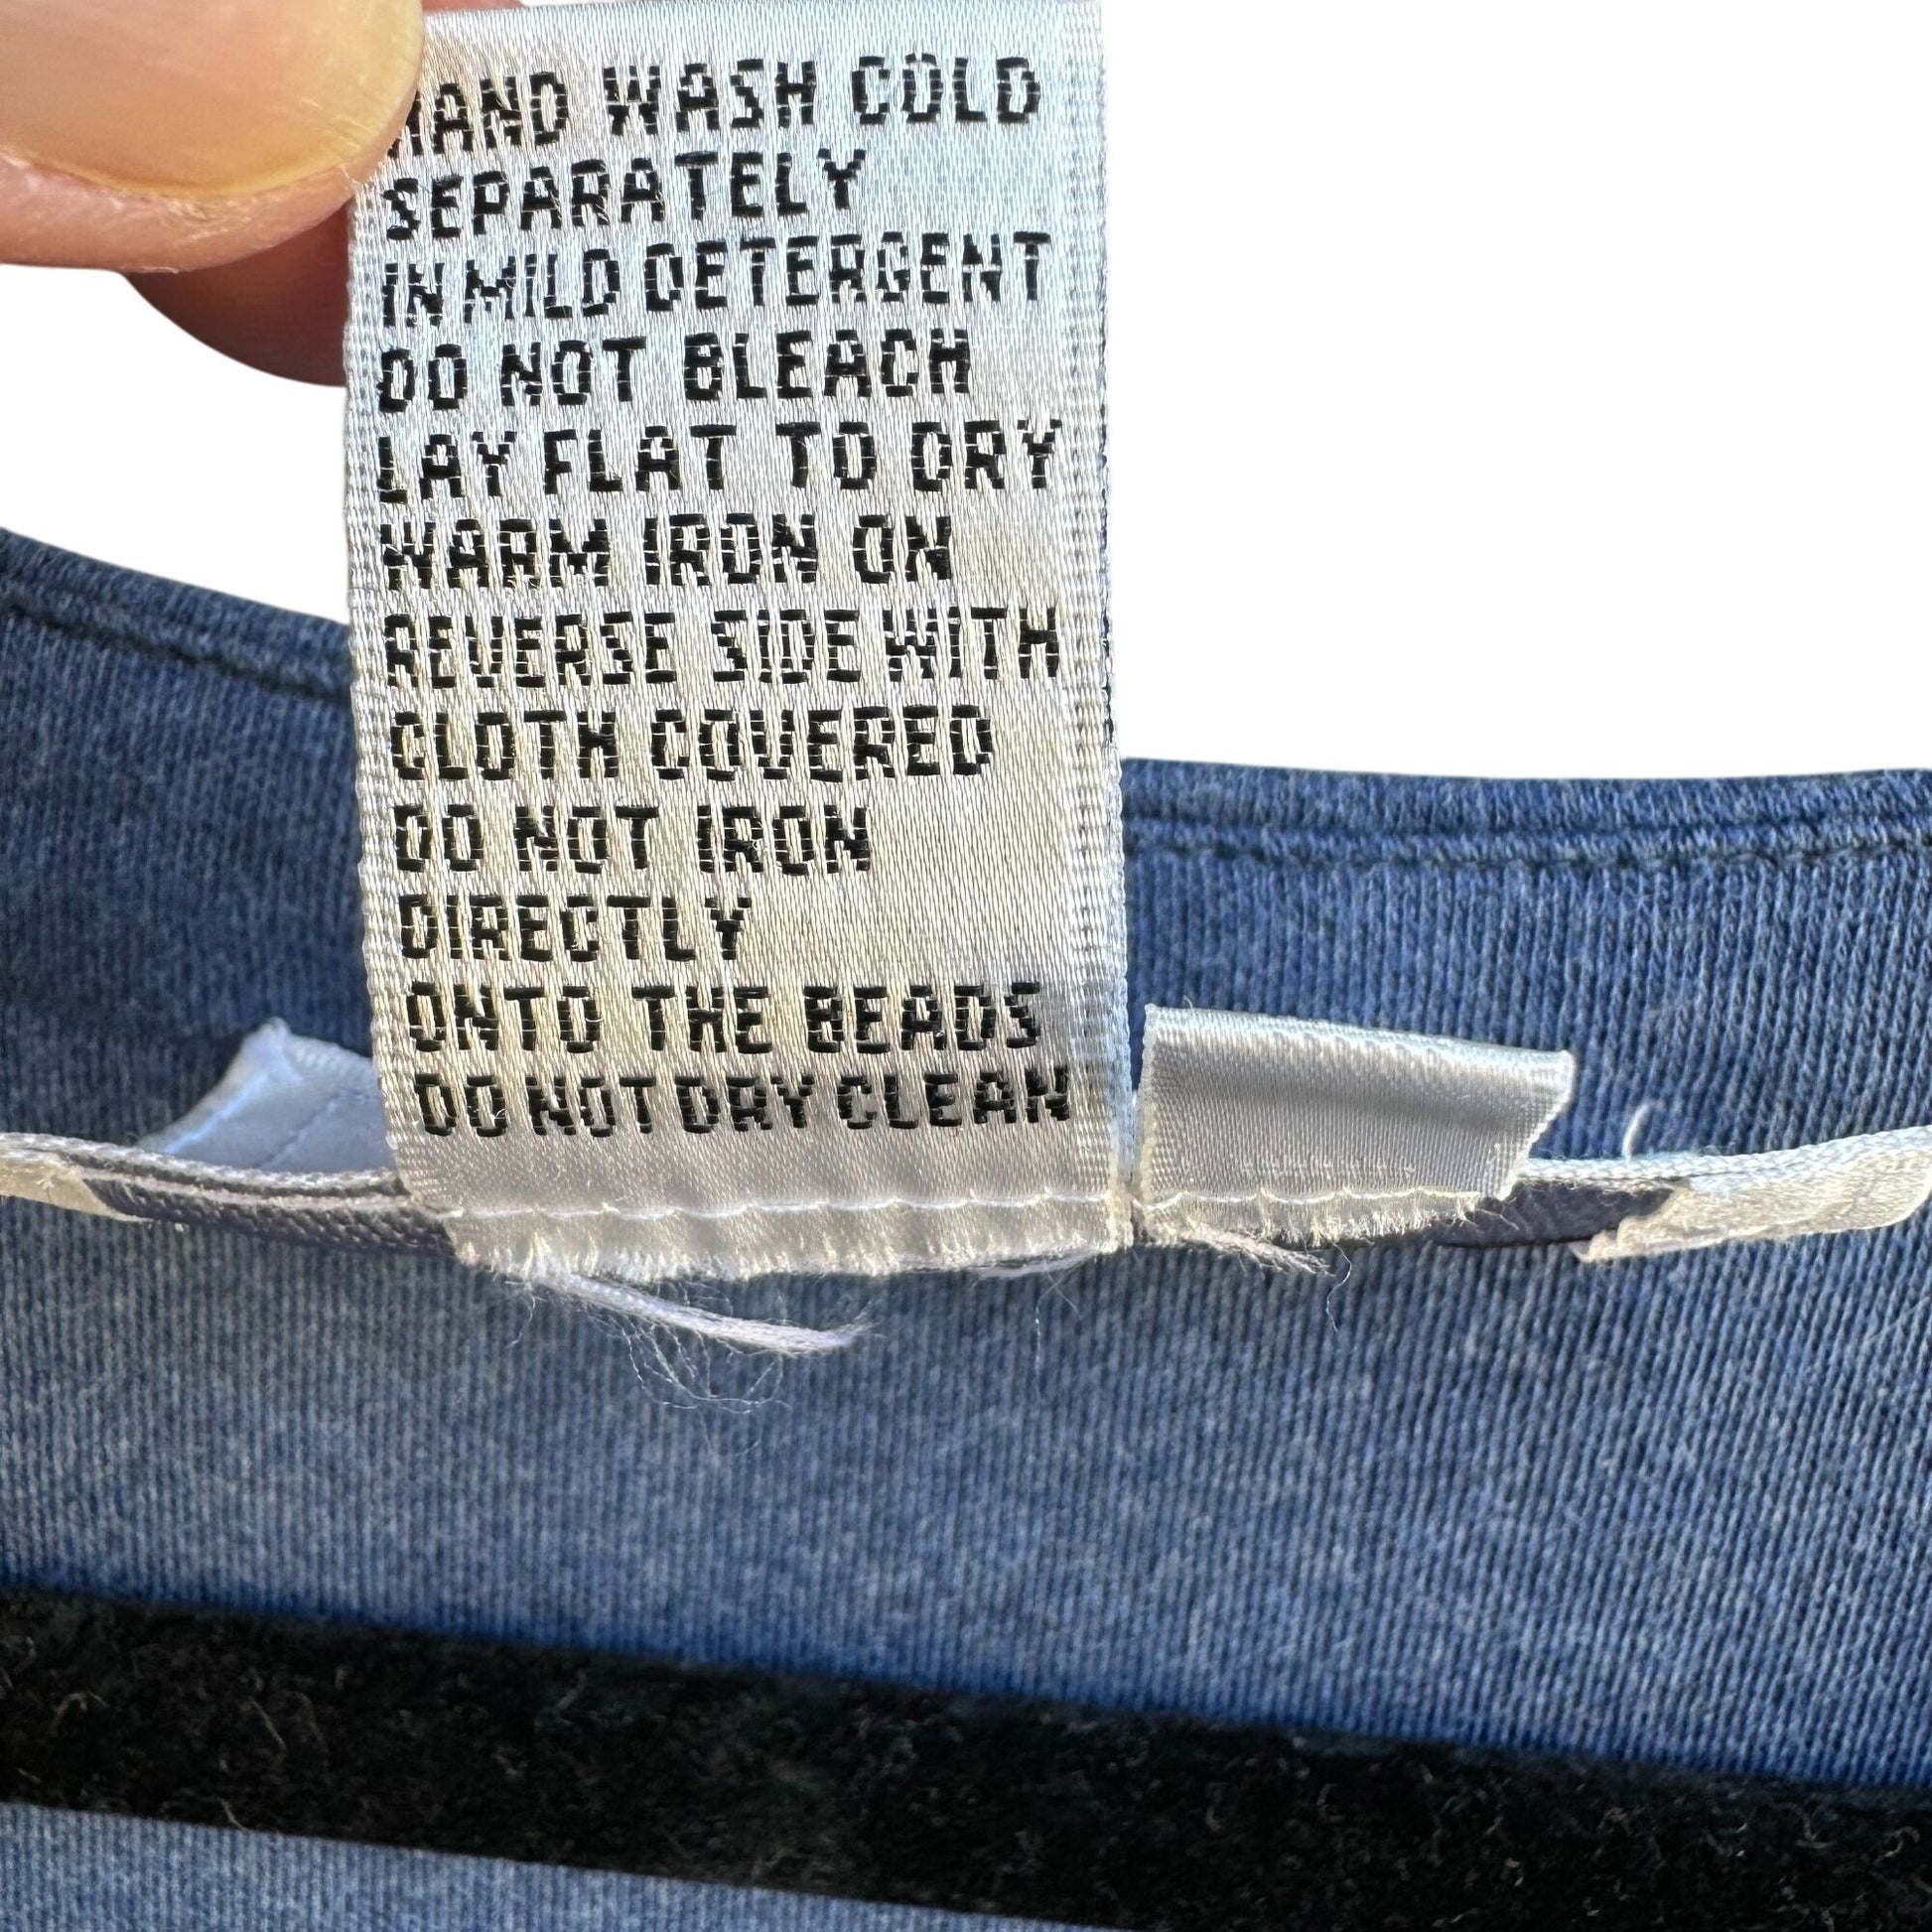 HAND WASH COLD
SEPARATELY
IN MILD DETERGENT
DO NOT BLEACH
LAY FLAT TO DRY
WARM IRON ON
REVERSE SIDE WITH
CLOTH COVERED
DO NOT IRON
DIRECTLY
ONTO THE BEADS
DO NOT DRY CLEAN